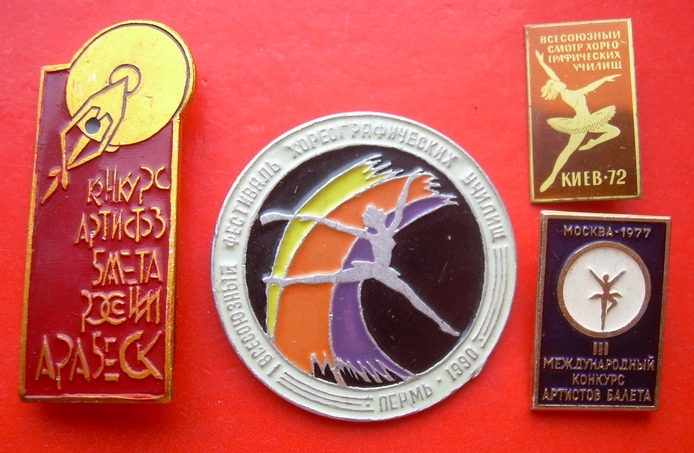 КОНКУРС
АРТИСТОВ
БАЛЕТА
РОССИИ
АРАБЕСК
I ВСЕСОЮЗНЫЙ ФЕСТИВАЛЬ ХОРЕОГРАФИЧЕСКИХ УЧИЛИЩ
ПЕРМЬ · 1990
ВСЕСОЮЗНЫЙ
СМОТР ХОРЕО-
ГРАФИЧЕСКИХ
УЧИЛИЩ
КИЕВ·72
МОСКВА·1977
III
МЕЖДУНАРОДНЫЙ
КОНКУРС
АРТИСТОВ БАЛЕТА